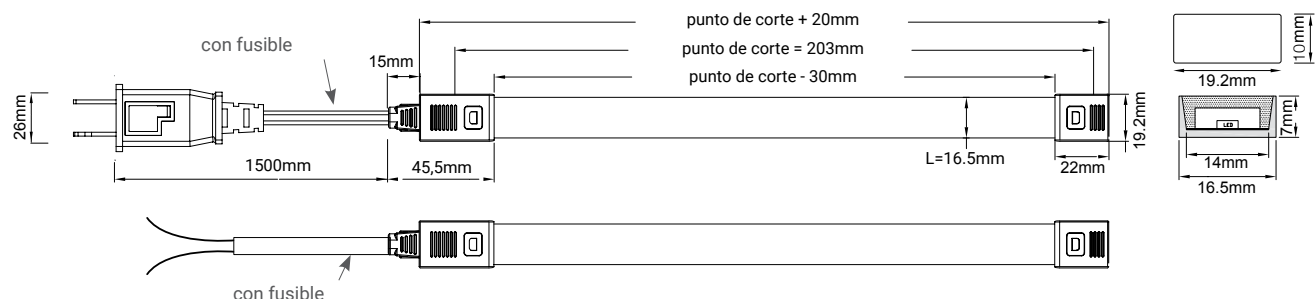 punto de corte + 20mm
con fusible
punto de corte = 203mm
15mm
punto de corte - 30mm
10mm
19.2mm
26mm
19.2mm
LED
7mm
1500mm
45,5mm
L=16.5mm
22mm
14mm
16.5mm
con fusible